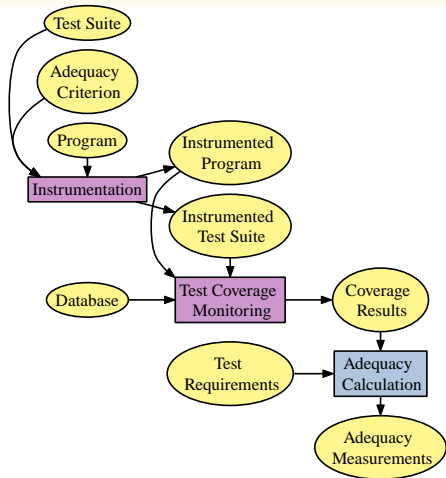 Test Suite
Adequacy
Criterion
Program
Instrumentation
Instrumented
Program
Instrumented
Test Suite
Database
Test Coverage
Monitoring
Coverage
Results
Test
Requirements
Adequacy
Calculation
Adequacy
Measurements